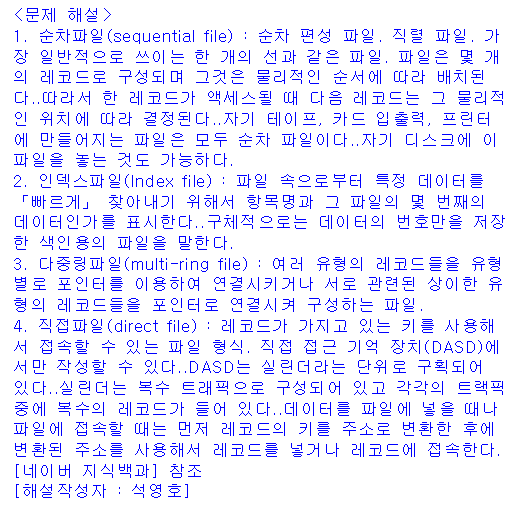 <문제 해설>
1. 순차파일(sequential file) : 순차 편성 파일. 직렬 파일. 가
장 일반적으로 쓰이는 한 개의 선과 같은 파일. 파일은 몇 개
의 레코드로 구성되며 그것은 물리적인 순서에 따라 배치된
다..따라서 한 레코드가 액세스될 때 다음 레코드는 그 물리적
인 위치에 따라 결정된다..자기 테이프, 카드 입출력, 프린터
에 만들어지는 파일은 모두 순차 파일이다..자기 디스크에 이
파일을 놓는 것도 가능하다.
2. 인덱스파일(Index file) : 파일 속으로부터 특정 데이터를
「빠르게」 찾아내기 위해서 항목명과 그 파일의 몇 번째의
데이터인가를 표시한다..구체적으로는 데이터의 번호만을 저장
한 색인용의 파일을 말한다.
3. 다중링파일(multi-ring file) : 여러 유형의 레코드들을 유형
별로 포인터를 이용하여 연결시키거나 서로 관련된 상이한 유
형의 레코드들을 포인터로 연결시켜 구성하는 파일.
4. 직접파일(direct file) : 레코드가 가지고 있는 키를 사용해
서 접속할 수 있는 파일 형식. 직접 접근 기억 장치(DASD)에
서만 작성할 수 있다..DASD는 실린더라는 단위로 구획되어
있다..실린더는 복수 트래픽으로 구성되어 있고 각각의 트랙픽
중에 복수의 레코드가 들어 있다..데이터를 파일에 넣을 때나
파일에 접속할 때는 먼저 레코드의 키를 주소로 변환한 후에
변환된 주소를 사용해서 레코드를 넣거나 레코드에 접속한다.
[네이버 지식백과] 참조
[해설작성자 : 석영호]